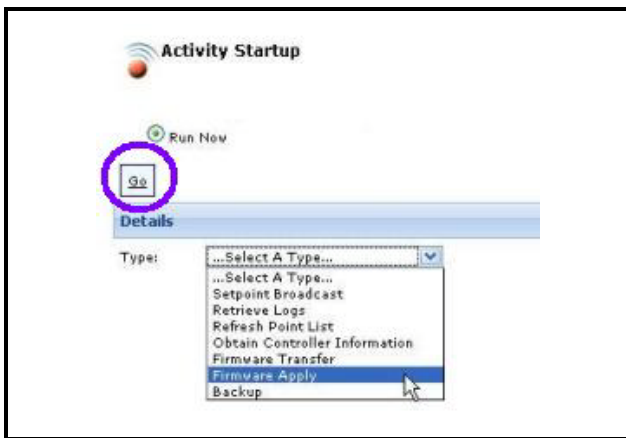 Activity Startup
Run Now
Go
Details
Type: ...Select A Type...
...Select A Type...
Setpoint Broadcast
Retrieve Logs
Refresh Point List
Obtain Controller Information
Firmware Transfer
Firmware Apply
Backup